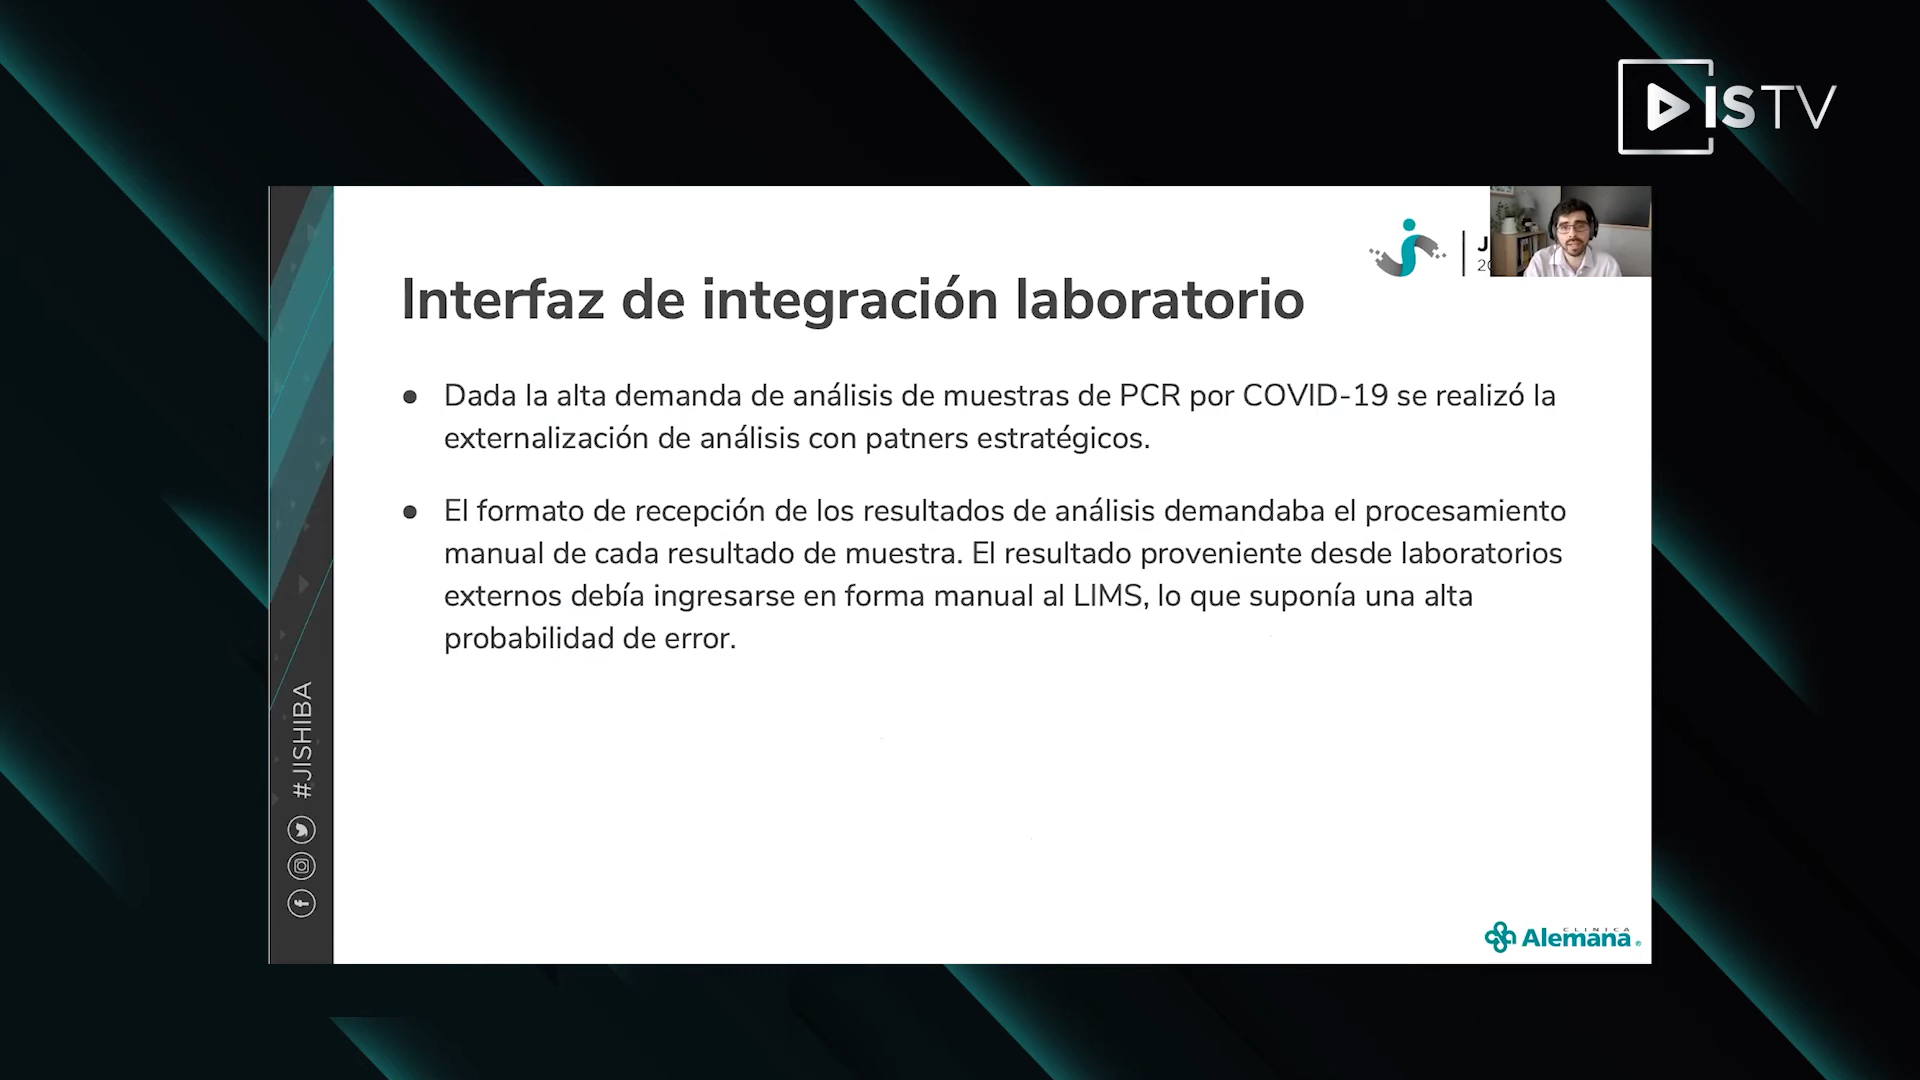 ISTV
J
20
Interfaz de integración laboratorio
● Dada la alta demanda de análisis de muestras de PCR por COVID-19 se realizó la
externalización de análisis con patners estratégicos.
● El formato de recepción de los resultados de análisis demandaba el procesamiento
manual de cada resultado de muestra. El resultado proveniente desde laboratorios
externos debía ingresarse en forma manual al LIMS, lo que suponía una alta
probabilidad de error.
#JISHIBA
CLINICA
Alemana